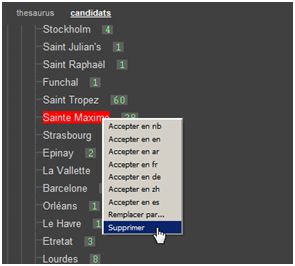 thesaurus candidats
Stockholm 4
Saint Julian's 1
Saint Raphaël 1
Funchal 1
Saint Tropez 60
Sainte Maxime 28
Accepter en nb
Strasbourg
Accepter en en
Epinay 2
Accepter en ar
Accepter en fr
La Vallette
Accepter en de
Barcelone
Accepter en zh
Orléans 1
Accepter en es
Le Havre 1
Remplacer par...
Etretat 3
Supprimer
Lourdes 8